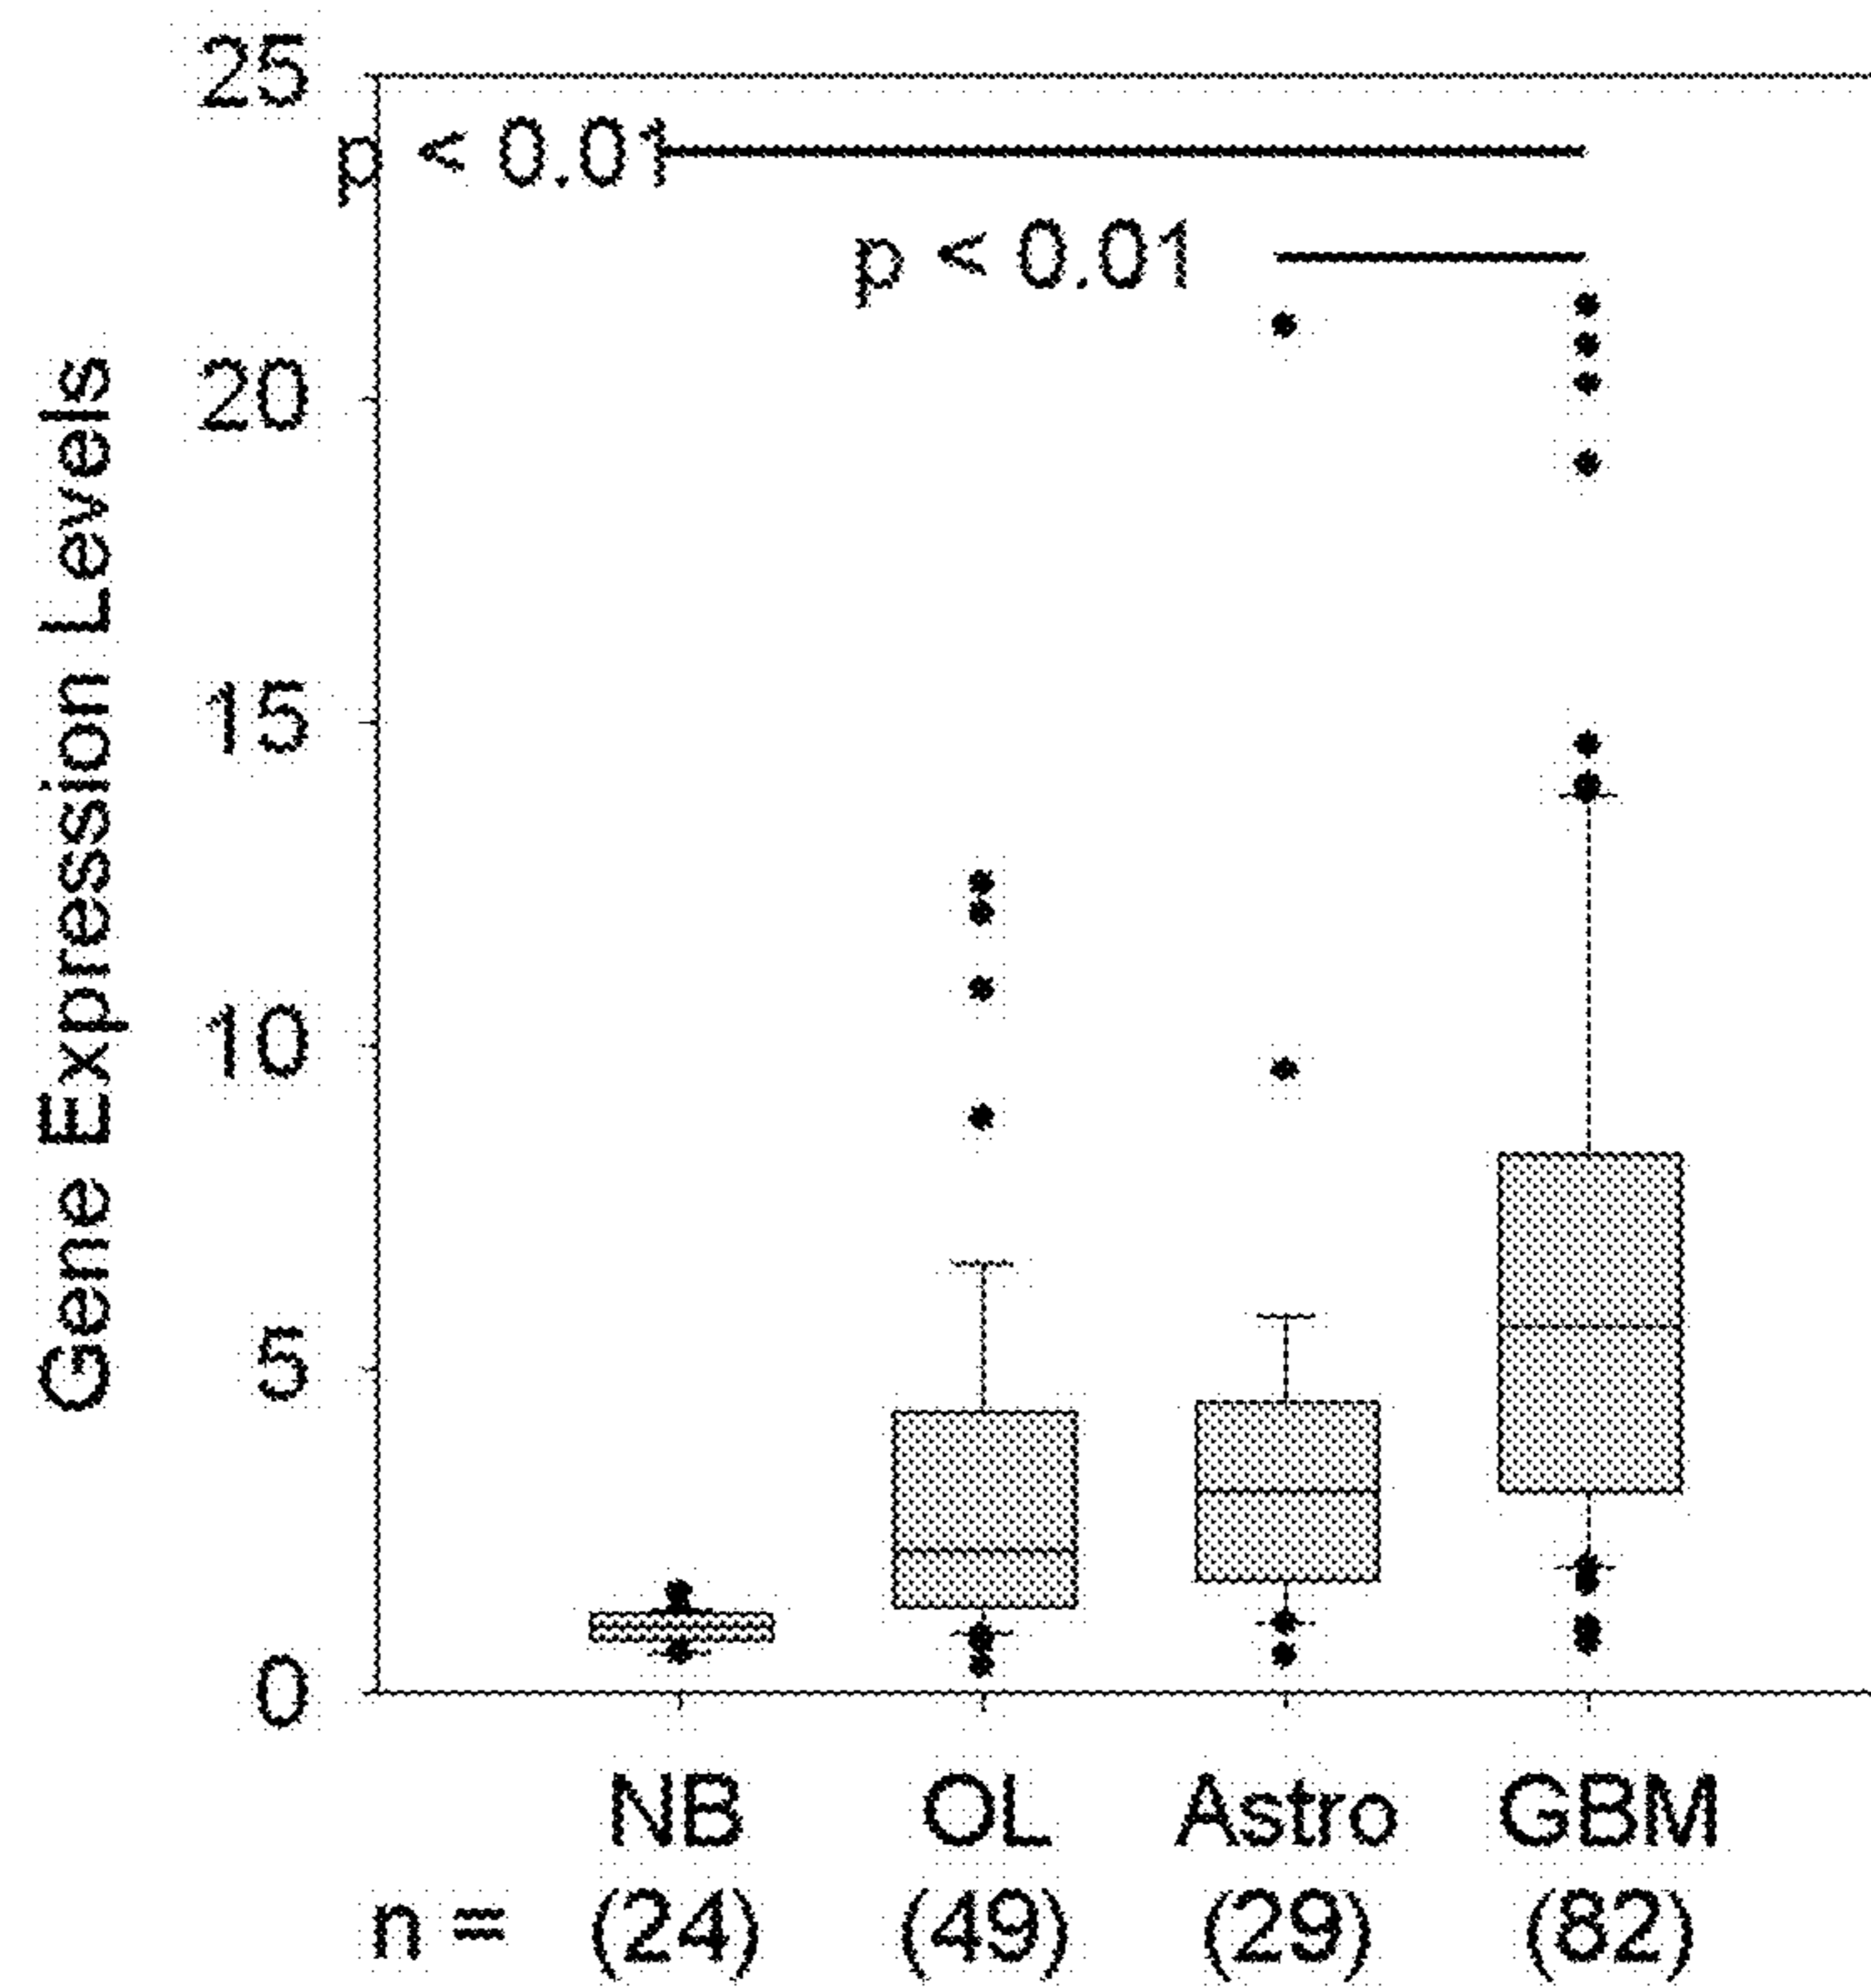 Gene Expression Levels
25
20
15
10
5
0
p < 0.01
p < 0.01
NB OL Astro GBM
n = (24) (49) (29) (82)